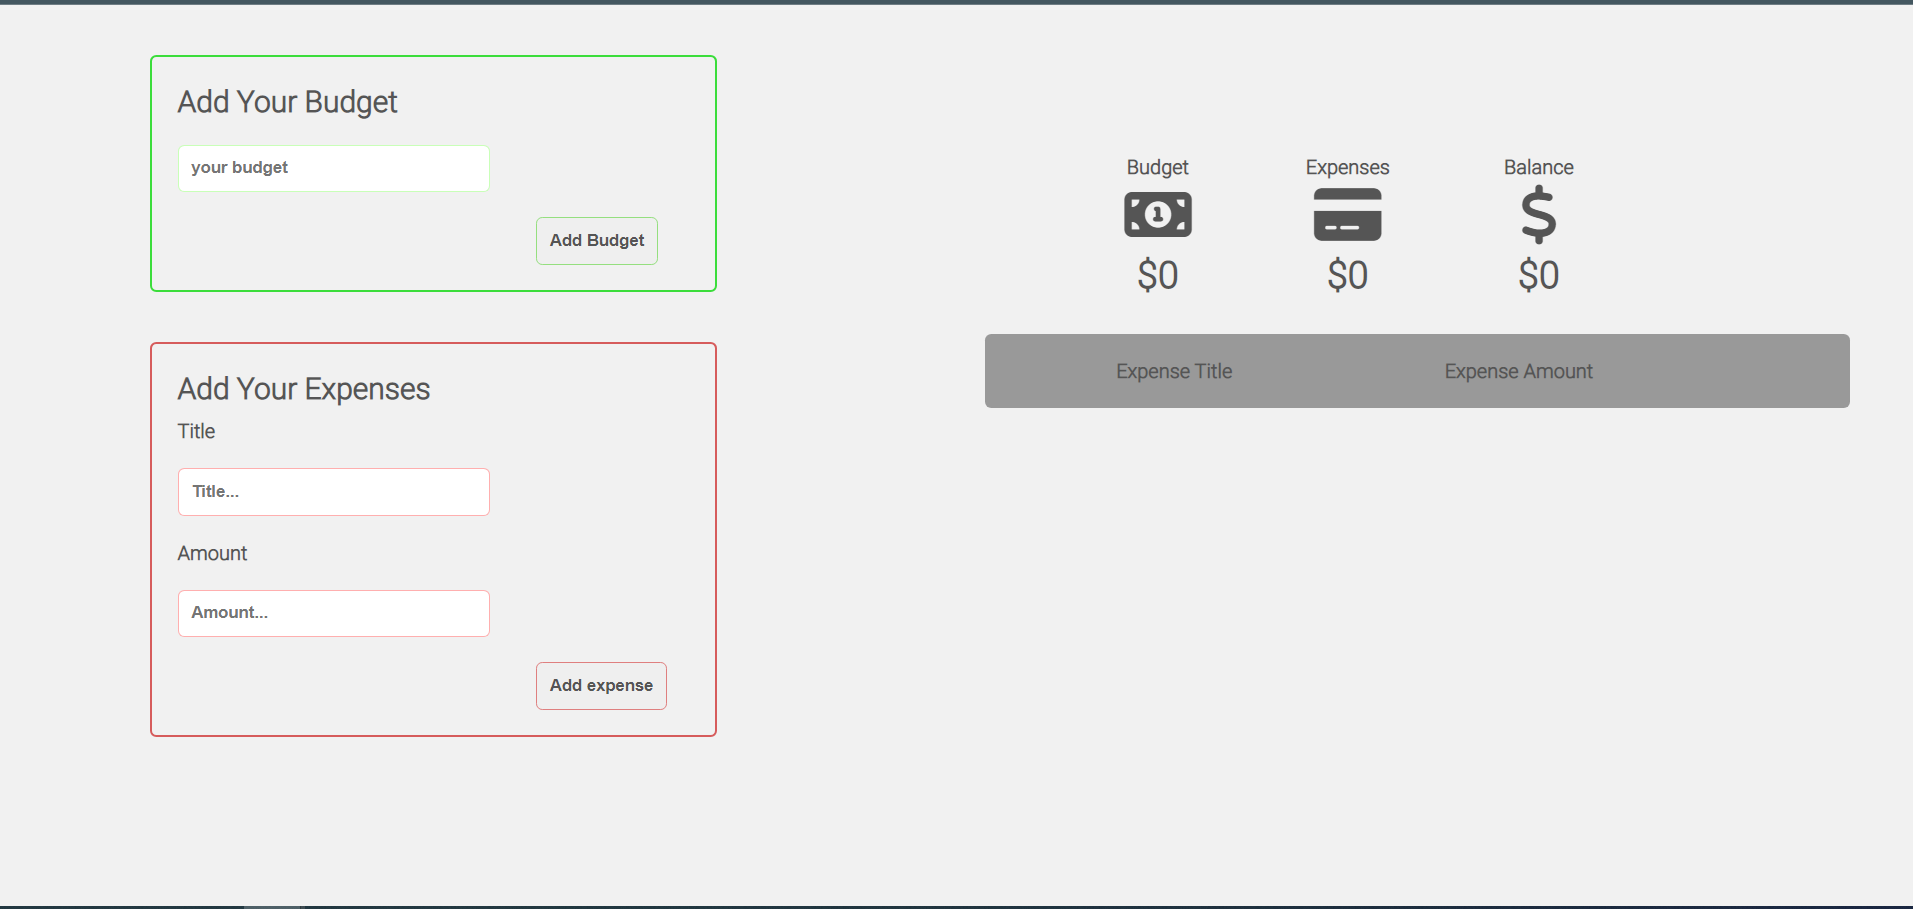 Add Your Budget
your budget
Add Budget
Add Your Expenses
Title
Title...
Amount
Amount...
Add expense
Budget Expenses Balance
1
$0 $0 $0
Expense Title Expense Amount